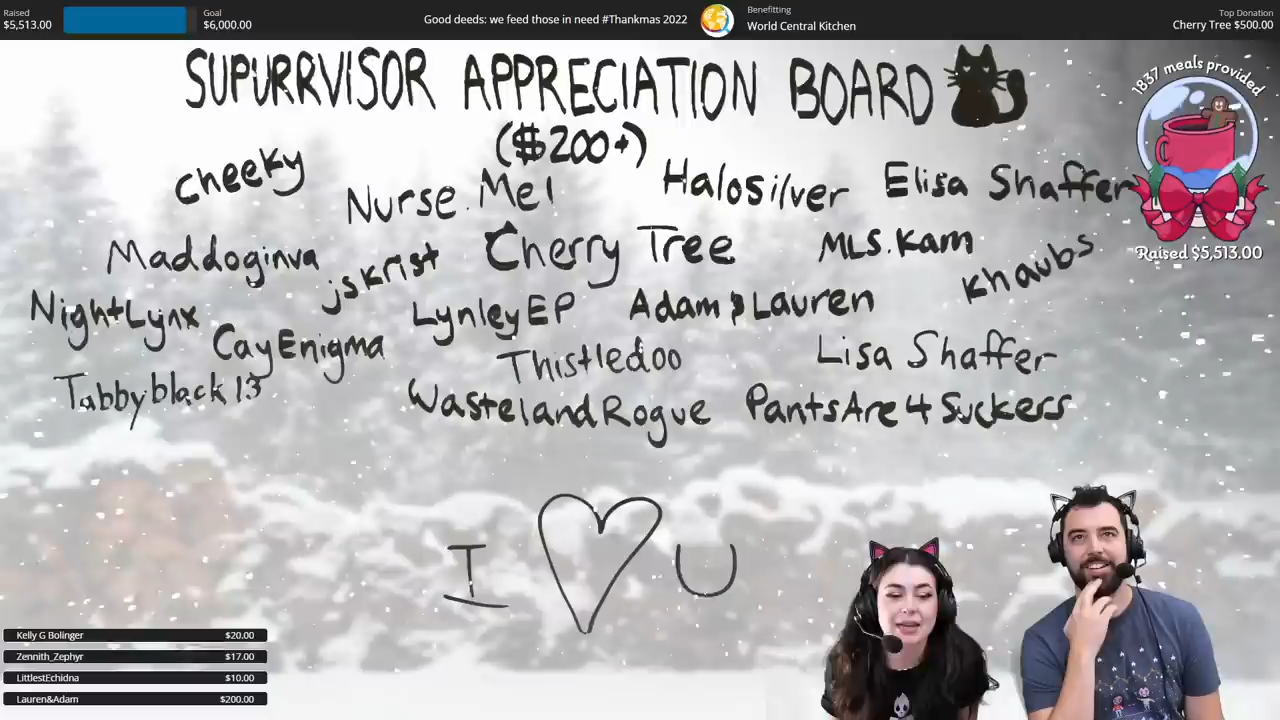 Raised
$5,513.00
Goal
$6,000.00
Good deeds: we feed those in need #Thankmas 2022
Benefitting
World Central Kitchen
Top Donation
Cherry Tree $500.00
SUPURRVISOR APPRECIATION BOARD
($200+)
1837 meals provided
Raised $5,513.00
Cheeky
Nurse.Mel
Halosilver
Elisa Shaffer
Maddoginva
jskrist
Cherry Tree
MLS.Kam
Khaubs
NightLynx
CayEnigma
LynleyEP
Adam & Lauren
Thistledoo
Lisa Shaffer
Tabbyblack13
WastelandRogue
PantsAre4Suckers
I U
Kelly G Bolinger $20.00
Zennith_Zephyr $17.00
LittlestEchidna $10.00
Lauren&Adam $200.00